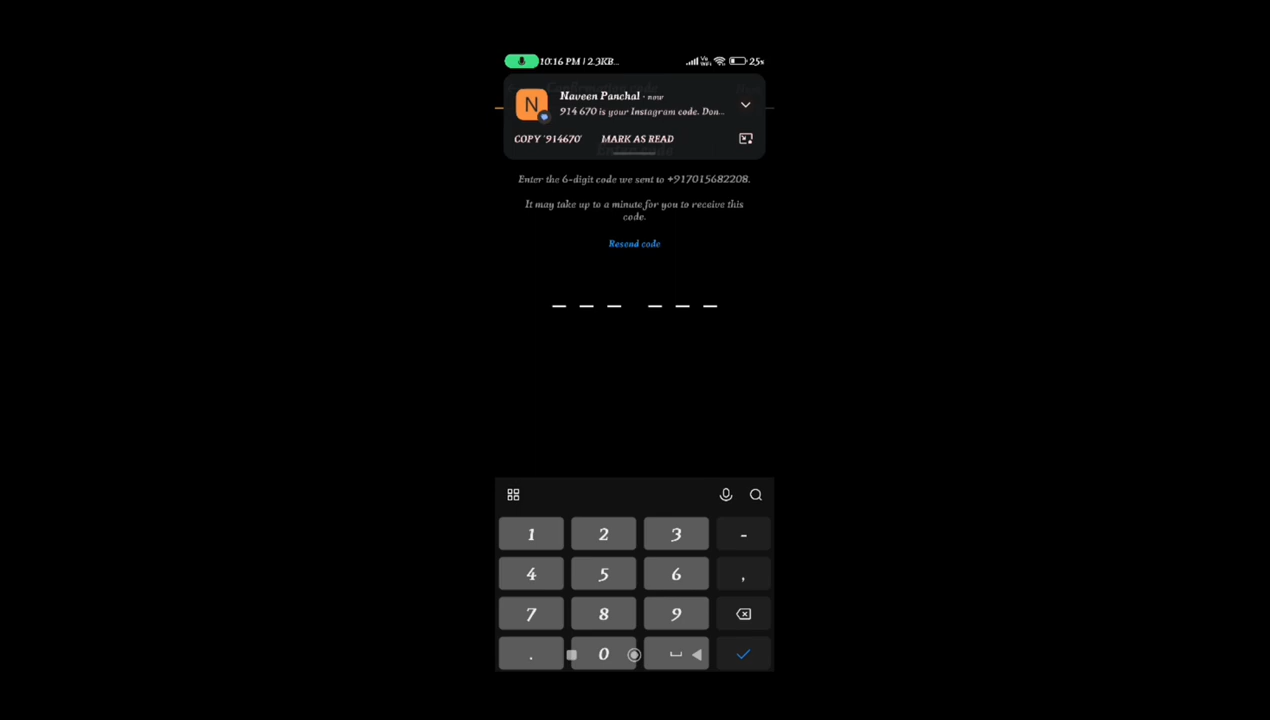 10:16 PM | 2.3KB...
Vo
WiFi
25%
N
Naveen Panchal · now
914 670 is your Instagram code. Don...
COPY '914670' MARK AS READ
Enter the 6-digit code we sent to +917015682208.
It may take up to a minute for you to receive this
code.
Resend code
1 2 3 -
4 5 6 ,
7 8 9
. 0